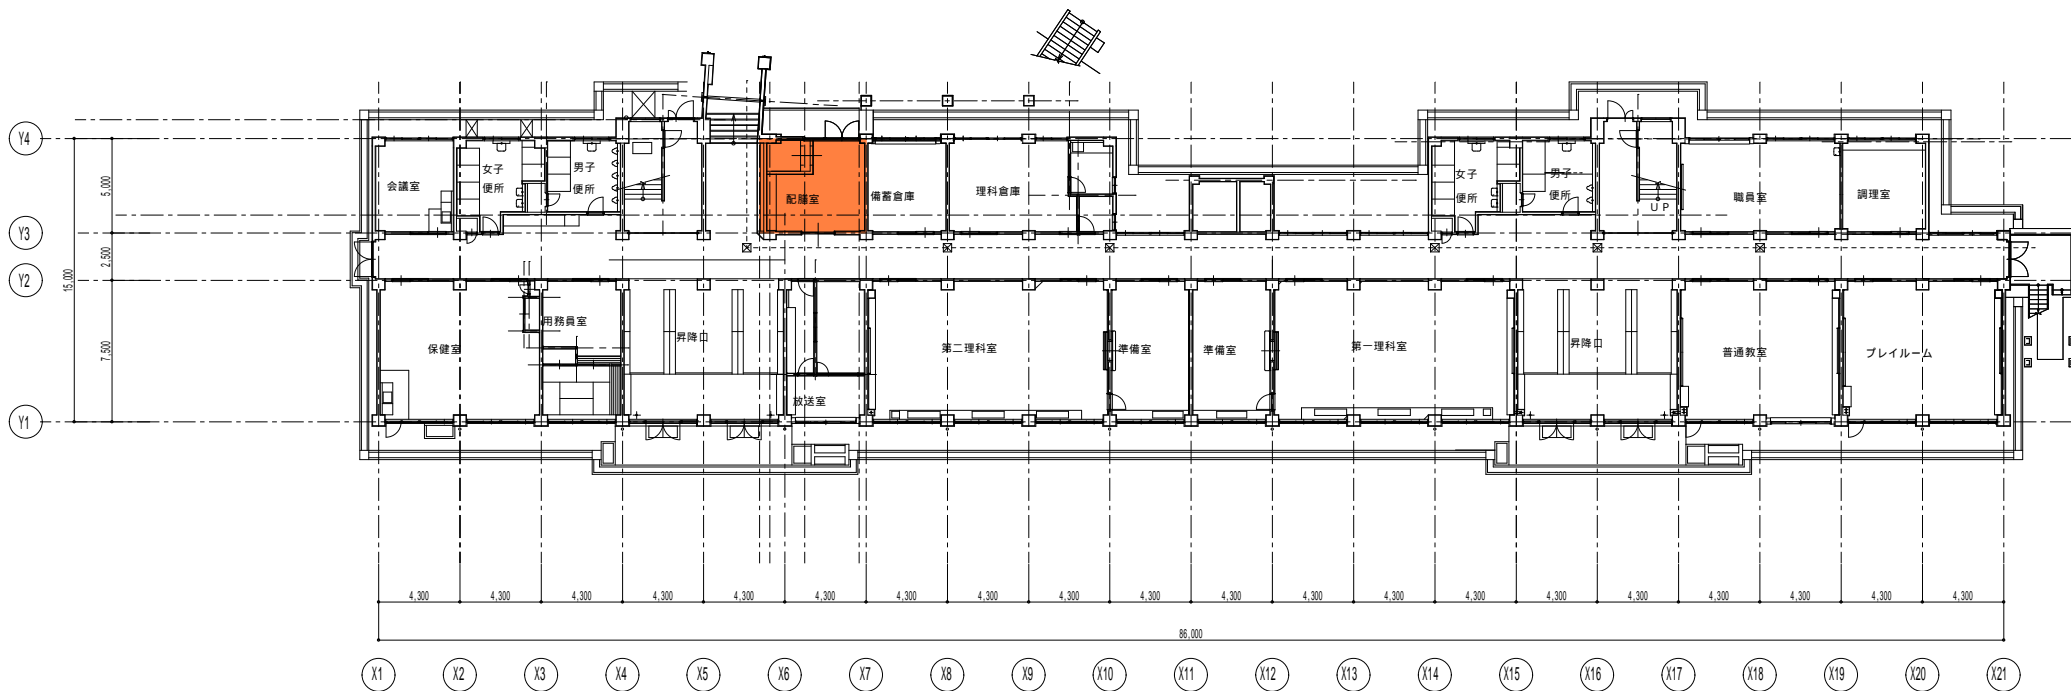 Y4
Y3
Y2
Y1
5,000
2,500
7,500
15,000
会議室
女子
便所
男子
便所
配膳室
備蓄倉庫
理科倉庫
女子
便所
男子
便所
UP
職員室
調理室
保健室
用務員室
昇降口
放送室
第二理科室
準備室
準備室
第一理科室
昇降口
普通教室
プレイルーム
4,300 4,300 4,300 4,300 4,300 4,300 4,300 4,300 4,300 4,300 4,300 4,300 4,300 4,300 4,300 4,300 4,300 4,300 4,300 4,300
86,000
X1 X2 X3 X4 X5 X6 X7 X8 X9 X10 X11 X12 X13 X14 X15 X16 X17 X18 X19 X20 X21